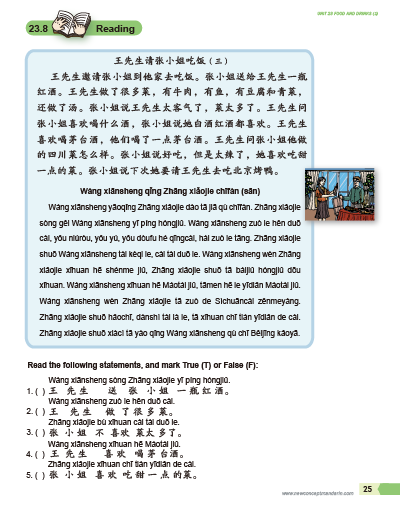 UNIT 23 FOOD AND DRINKS (3)
23.8 Reading
王先生请张小姐吃饭（三）
王先生邀请张小姐到他家去吃饭。张小姐送给王先生一瓶
红酒。王先生做了很多菜，有牛肉，有鱼，有豆腐和青菜，
还做了汤。张小姐说王先生太客气了，菜太多了。王先生问
张小姐喜欢喝什么酒，张小姐说她白酒红酒都喜欢。王先生
喜欢喝茅台酒，他们喝了一点茅台酒。王先生问张小姐他做
的四川菜怎么样。张小姐说好吃，但是太辣了，她喜欢吃甜
一点的菜。张小姐说下次她要请王先生去吃北京烤鸭。
Wáng xiānsheng qǐng Zhāng xiǎojie chīfàn (sān)
Wáng xiānsheng yāoqǐng Zhāng xiǎojie dào tā jiā qù chīfàn. Zhāng xiǎojie
sòng gěi Wáng xiānsheng yī píng hóngjiǔ. Wáng xiānsheng zuò le hěn duō
cài, yǒu niúròu, yǒu yú, yǒu dòufu hé qīngcài, hái zuò le tāng. Zhāng xiǎojie
shuō Wáng xiānsheng tài kèqi le, cài tài duō le. Wáng xiānsheng wèn Zhāng
xiǎojie xǐhuan hē shénme jiǔ, Zhāng xiǎojie shuō tā báijiǔ hóngjiǔ dōu
xǐhuan. Wáng xiānsheng xǐhuan hē Máotái jiǔ, tāmen hē le yīdiǎn Máotái jiǔ.
Wáng xiānsheng wèn Zhāng xiǎojie tā zuò de Sìchuāncài zěnmeyàng.
Zhāng xiǎojie shuō hǎochī, dànshì tài là le, tā xǐhuan chī tián yīdiǎn de cài.
Zhāng xiǎojie shuō xiàcì tā yào qǐng Wáng xiānsheng qù chī Běijīng kǎoyā.
Read the following statements, and mark True (T) or False (F):
Wáng xiānsheng sòng Zhāng xiǎojie yī píng hóngjiǔ.
1. ( ) 王 先生 送 张 小姐 一 瓶 红酒。
Wáng xiānsheng zuò le hěn duō cài.
2. ( ) 王 先生 做 了 很 多 菜。
Zhāng xiǎojie bù xǐhuan cài tài duō le.
3. ( ) 张 小姐 不 喜欢 菜 太 多 了。
Wáng xiānsheng xǐhuan hē Máotái jiǔ.
4. ( ) 王 先生 喜欢 喝 茅台 酒。
Zhāng xiǎojie xǐhuan chī tián yīdiǎn de cài.
5. ( ) 张 小姐 喜欢 吃 甜 一点 的 菜。
www.newconceptmandarin.com 25